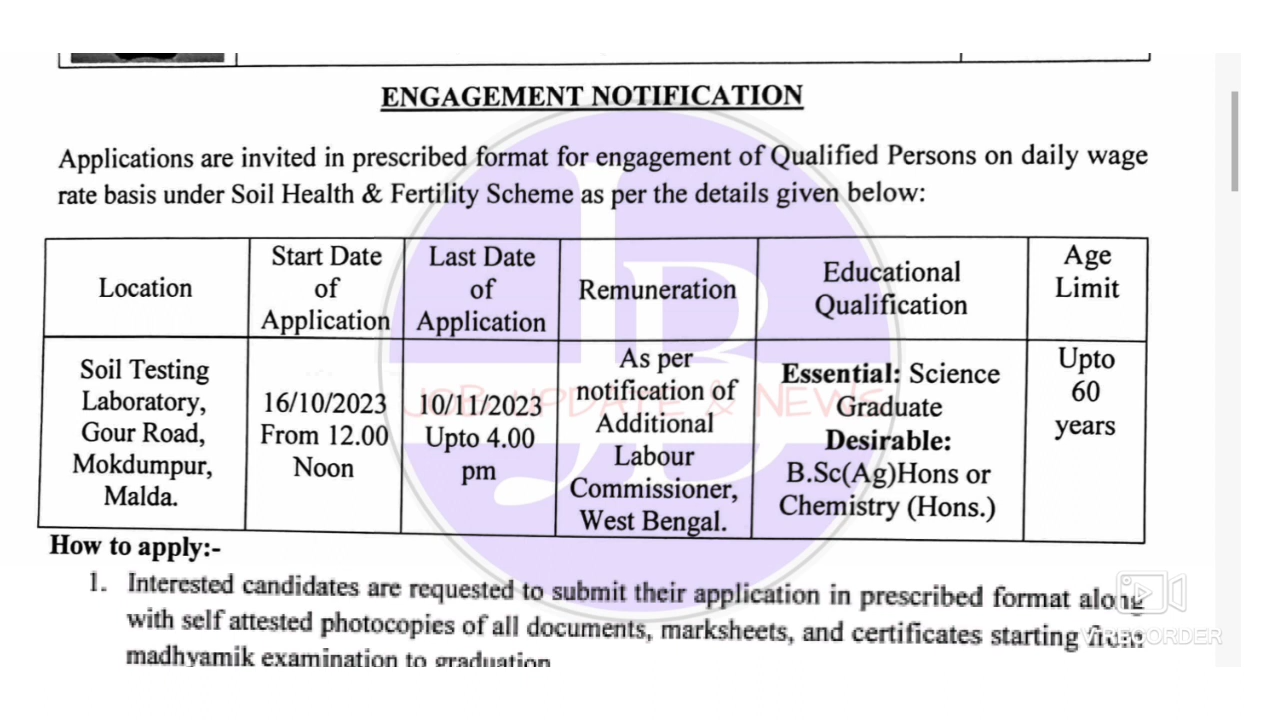 ENGAGEMENT NOTIFICATION
Applications are invited in prescribed format for engagement of Qualified Persons on daily wage
rate basis under Soil Health & Fertility Scheme as per the details given below:
Location
Start Date
of
Application
Last Date
of
Application
Remuneration
Educational
Qualification
Age
Limit
Soil Testing
Laboratory,
Gour Road,
Mokdumpur,
Malda.
16/10/2023
From 12.00
Noon
10/11/2023
Upto 4.00
pm
As per
notification of
Additional
Labour
Commissioner,
West Bengal.
Essential: Science
Graduate
Desirable:
B.Sc(Ag)Hons or
Chemistry (Hons.)
Upto
60
years
JOB UPDATE & NEWS
How to apply:-
1. Interested candidates are requested to submit their application in prescribed format along
with self attested photocopies of all documents, marksheets, and certificates starting from
madhyamik examination to graduation
V RECORDER